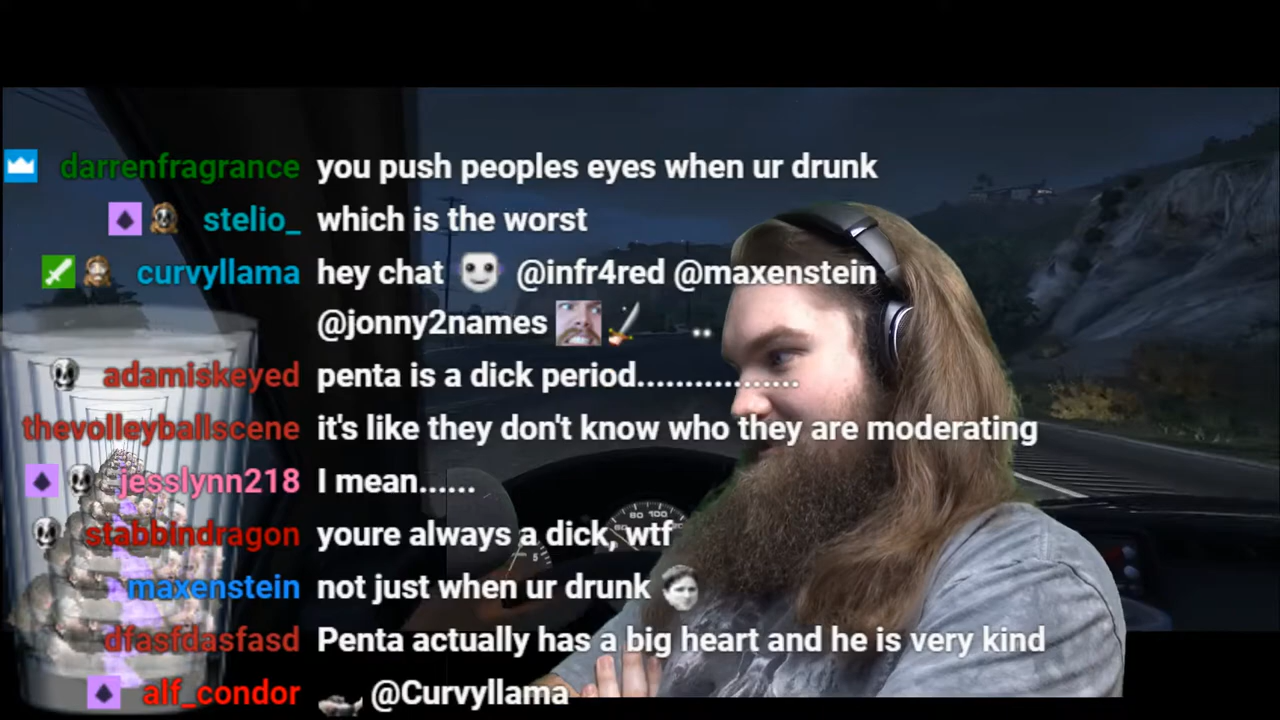 darrenfragrance you push peoples eyes when ur drunk
stelio_ which is the worst
curvyllama hey chat @infr4red @maxenstein
@jonny2names
adamiskeyed penta is a dick period.................
thevolleyballscene it's like they don't know who they are moderating
jesslynn218 I mean......
stabbindragon youre always a dick, wtf
maxenstein not just when ur drunk
dfasfdasfasd Penta actually has a big heart and he is very kind
alf_condor @Curvyllama